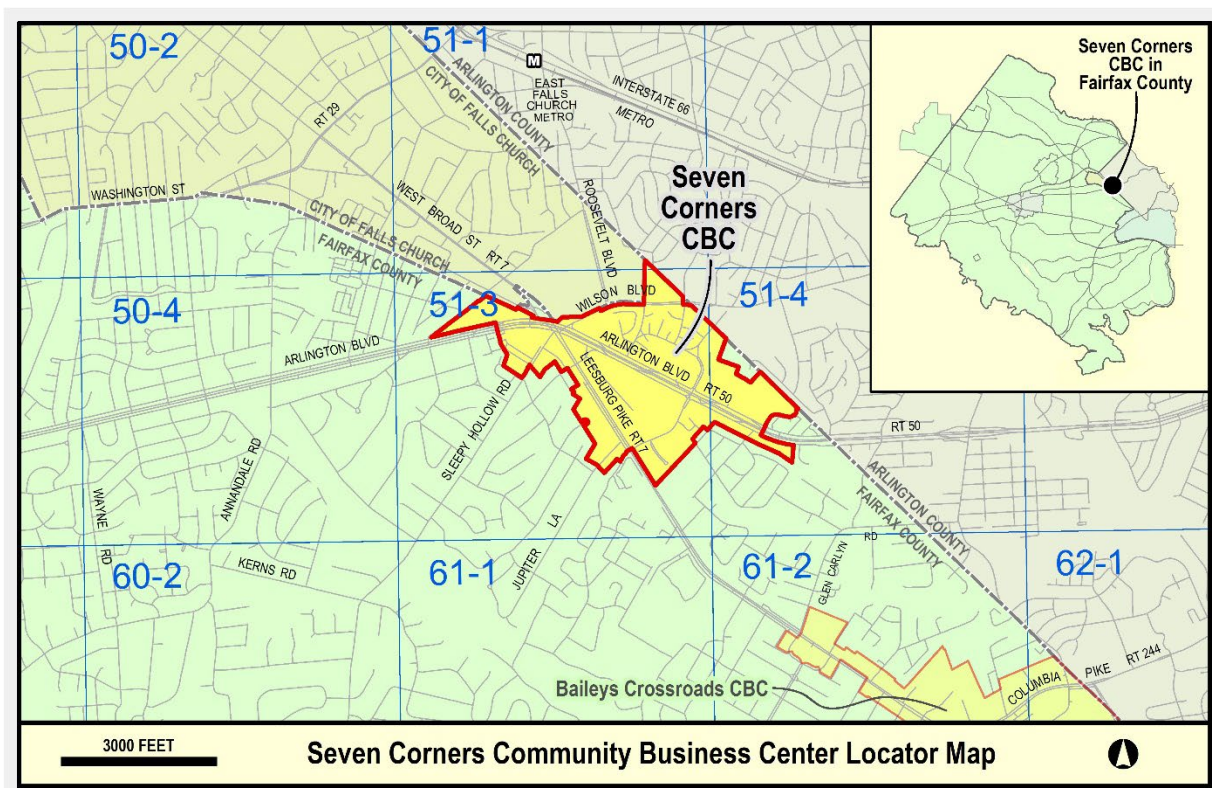 50-2
51-1
ARLINGTON COUNTY
CITY OF FALLS CHURCH
M
EAST
FALLS
CHURCH
METRO
INTERSTATE 66
METRO
RT 29
Seven Corners
CBC in
Fairfax County
WASHINGTON ST
CITY OF FALLS CHURCH
FAIRFAX COUNTY
WEST BROAD ST RT 7
ROOSEVELT BLVD
Seven
Corners
CBC
50-4
51-3
WILSON BLVD
51-4
ARLINGTON BLVD
ARLINGTON BLVD RT 50
LEESBURG PIKE RT 7
SLEEPY HOLLOW RD
RT 50
ANNANDALE RD
WAYNE RD
ARLINGTON COUNTY
FAIRFAX COUNTY
60-2
KERNS RD
61-1
JUPITER LA
61-2
GLEN CARLYN RD
62-1
Baileys Crossroads CBC
COLUMBIA PIKE RT 244
3000 FEET
Seven Corners Community Business Center Locator Map